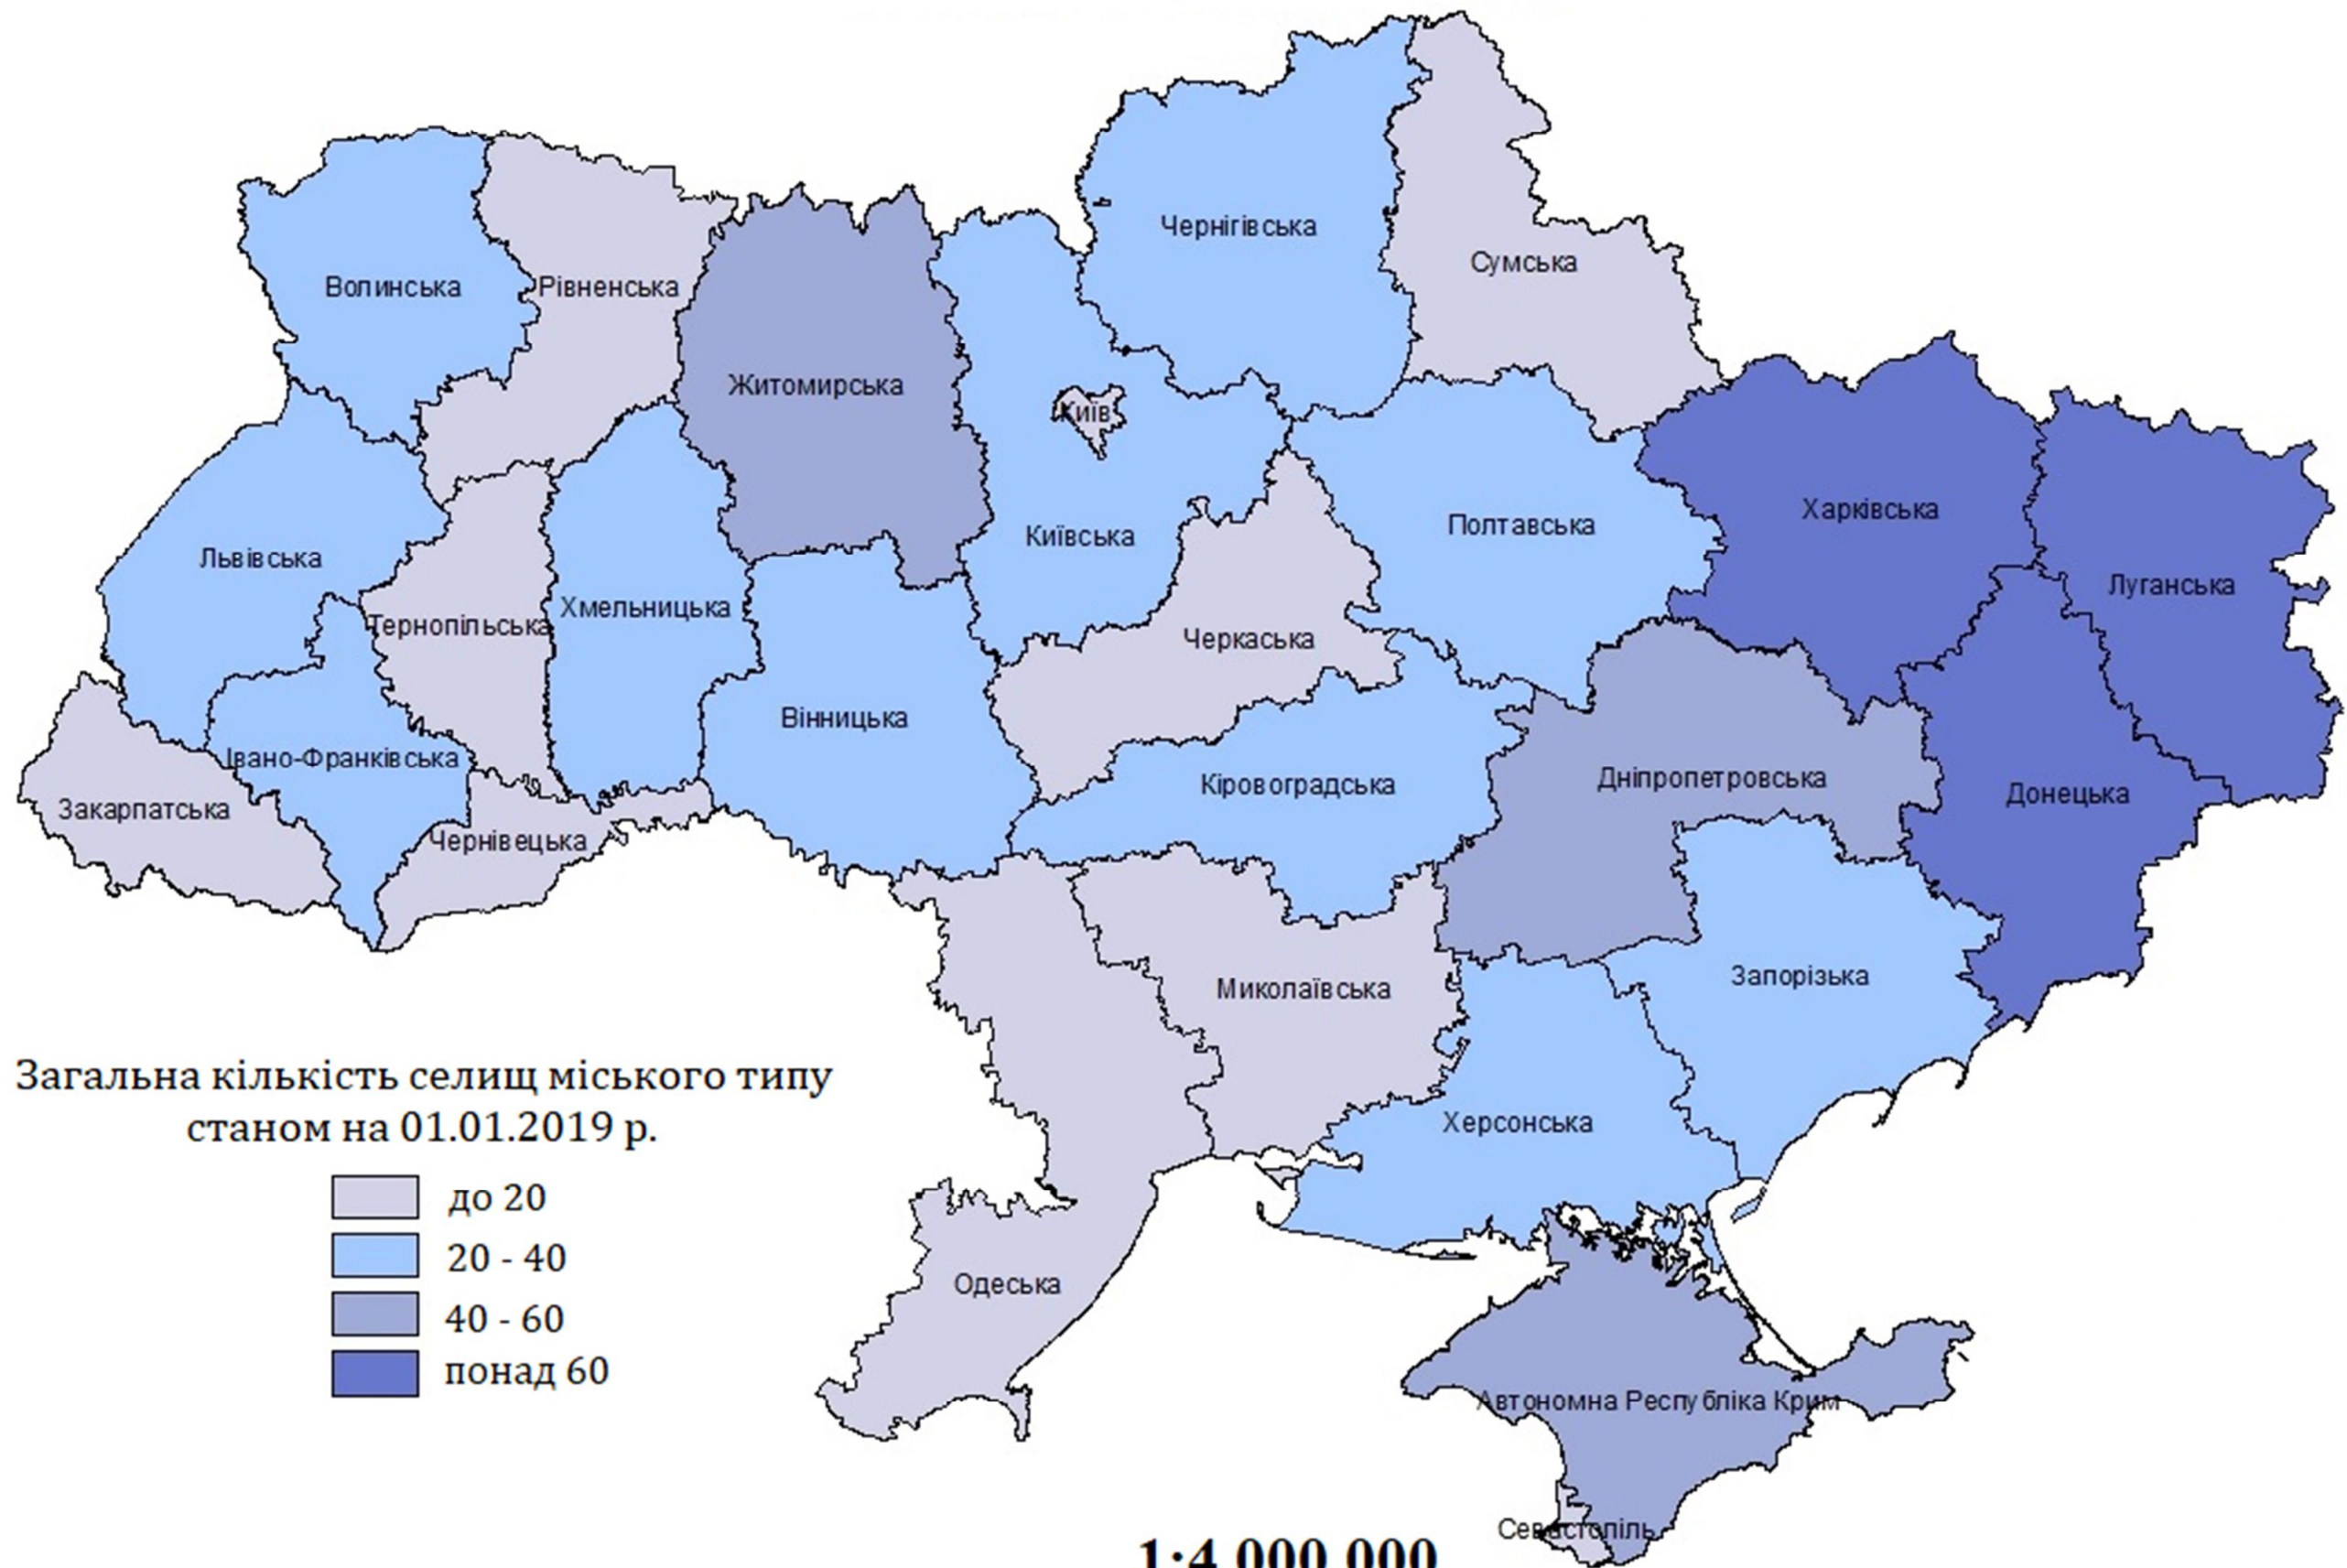 Чернігівська
Сумська
Волинська
Рівненська
Житомирська
Київ
Харківська
Полтавська
Київська
Львівська
Луганська
Хмельницька
Тернопільська
Черкаська
Вінницька
Івано-Франківська
Дніпропетровська
Кіровоградська
Донецька
Закарпатська
Чернівецька
Запорізька
Миколаївська
Херсонська
Одеська
Автономна Республіка Крим
Севастопіль
Загальна кількість селищ міського типу
станом на 01.01.2019 р.
до 20
20 - 40
40 - 60
понад 60
1:4 000 000